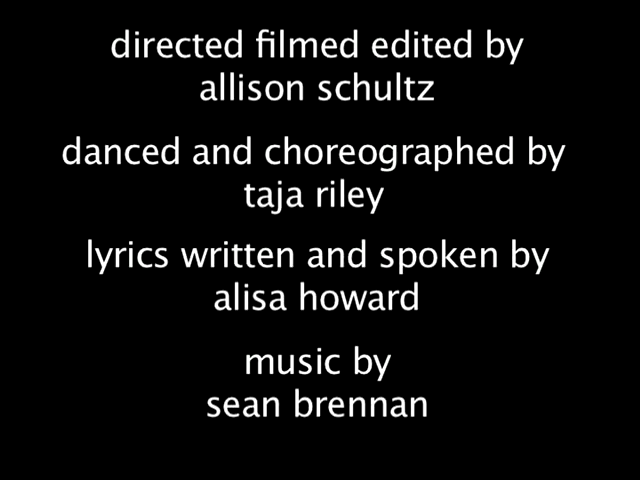 directed filmed edited by
allison schultz
danced and choreographed by
taja riley
lyrics written and spoken by
alisa howard
music by
sean brennan